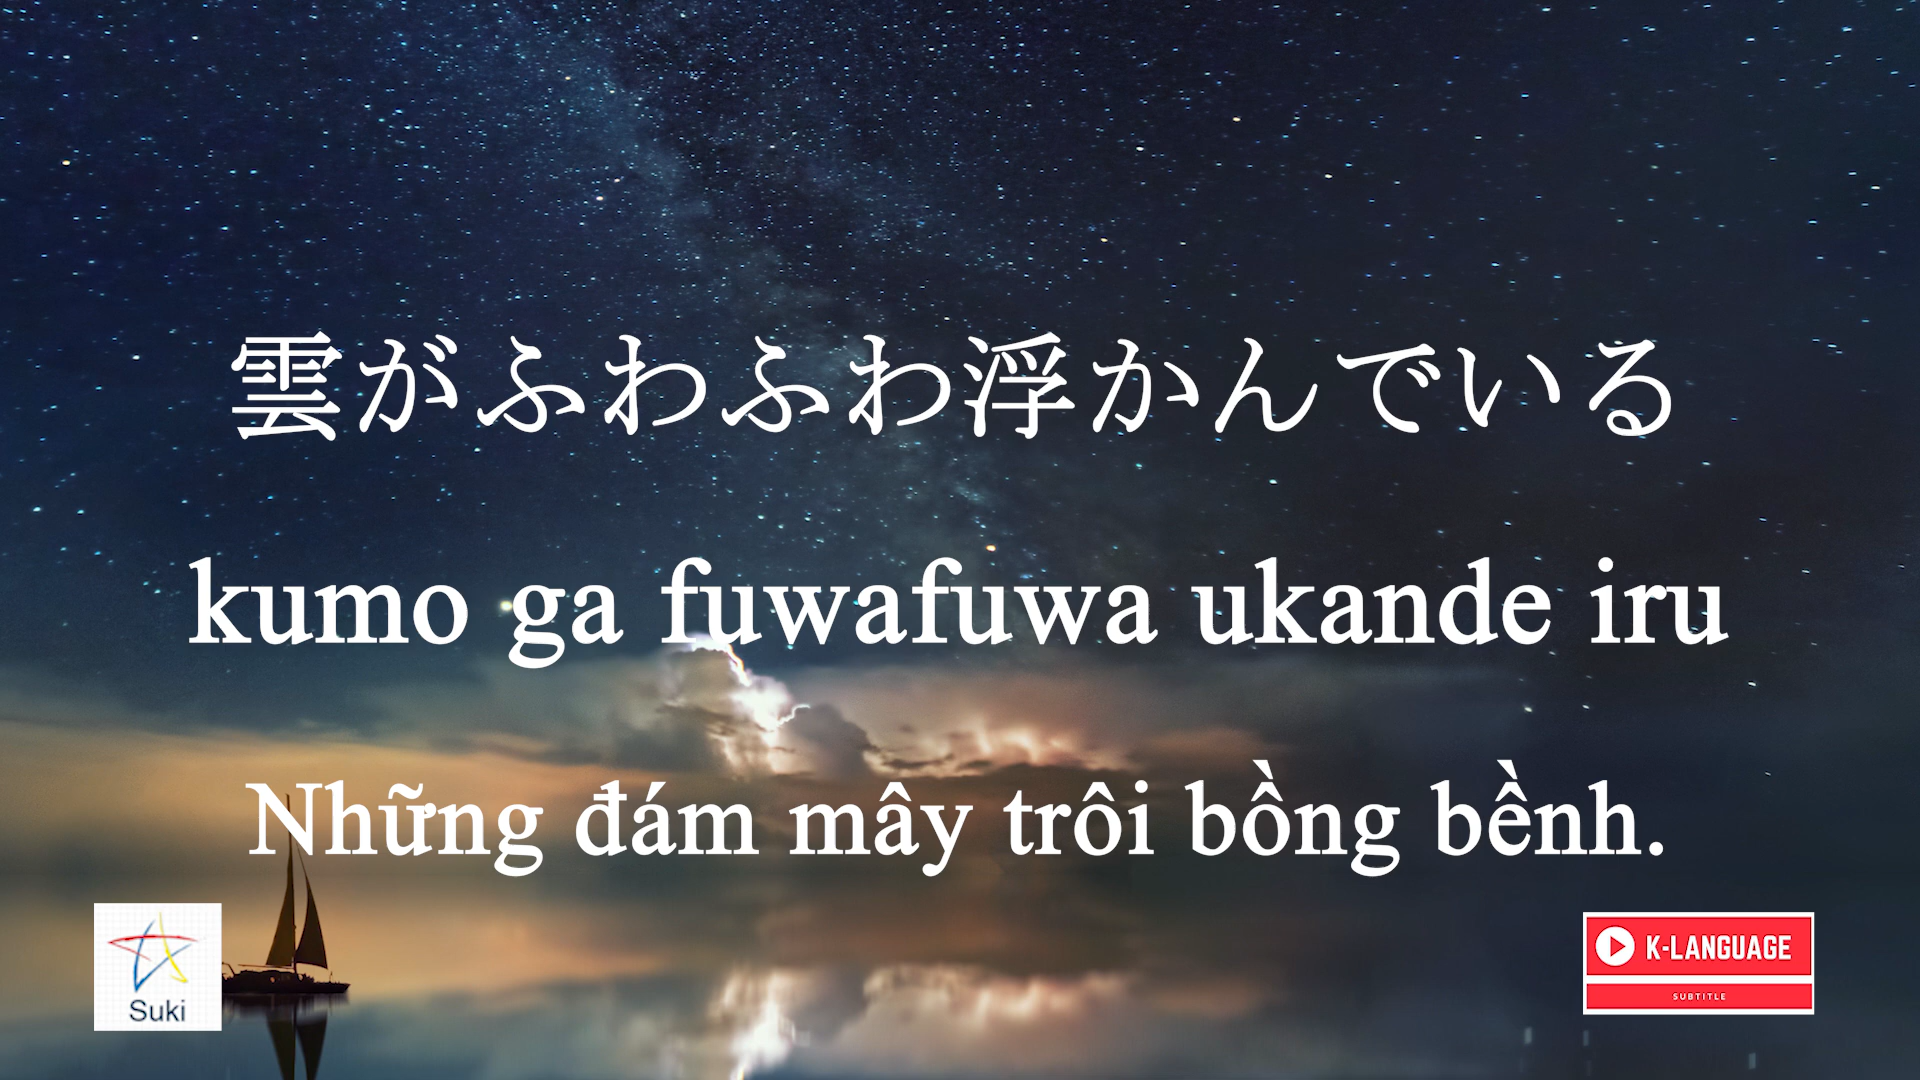 雲がふわふわ浮かんでいる
kumo ga fuwafuwa ukande iru
Những đám mây trôi bồng bềnh.
Suki
K-LANGUAGE
SUBTITLE